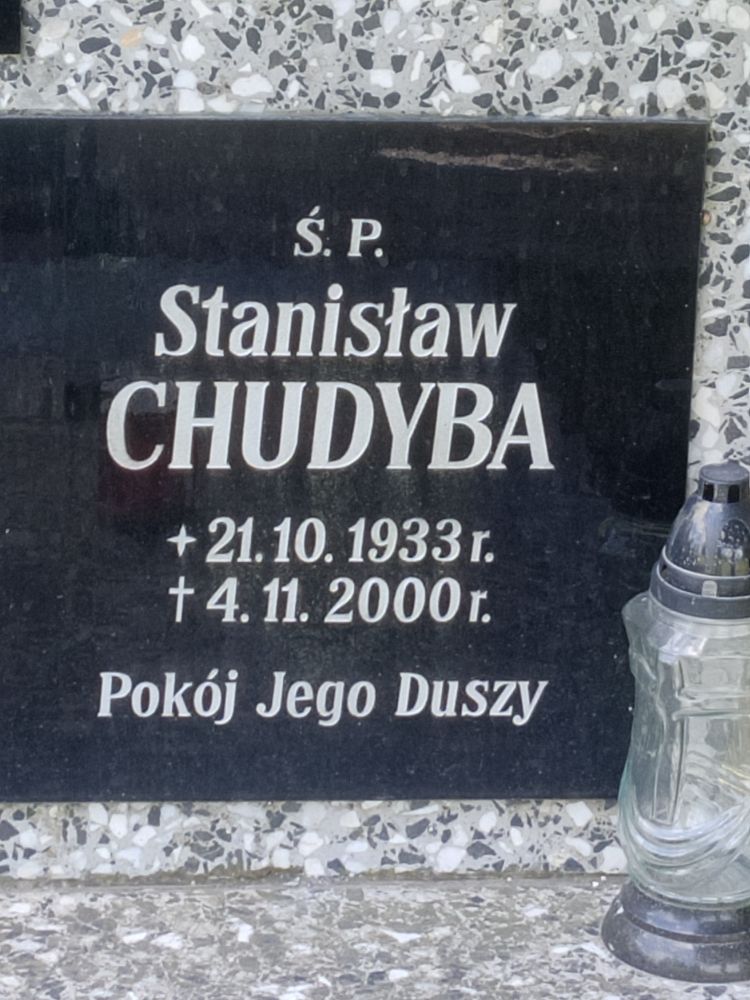 Ś. P.
Stanisław
CHUDYBA
+ 21. 10. 1933 r.
† 4. 11. 2000 r.
Pokój Jego Duszy